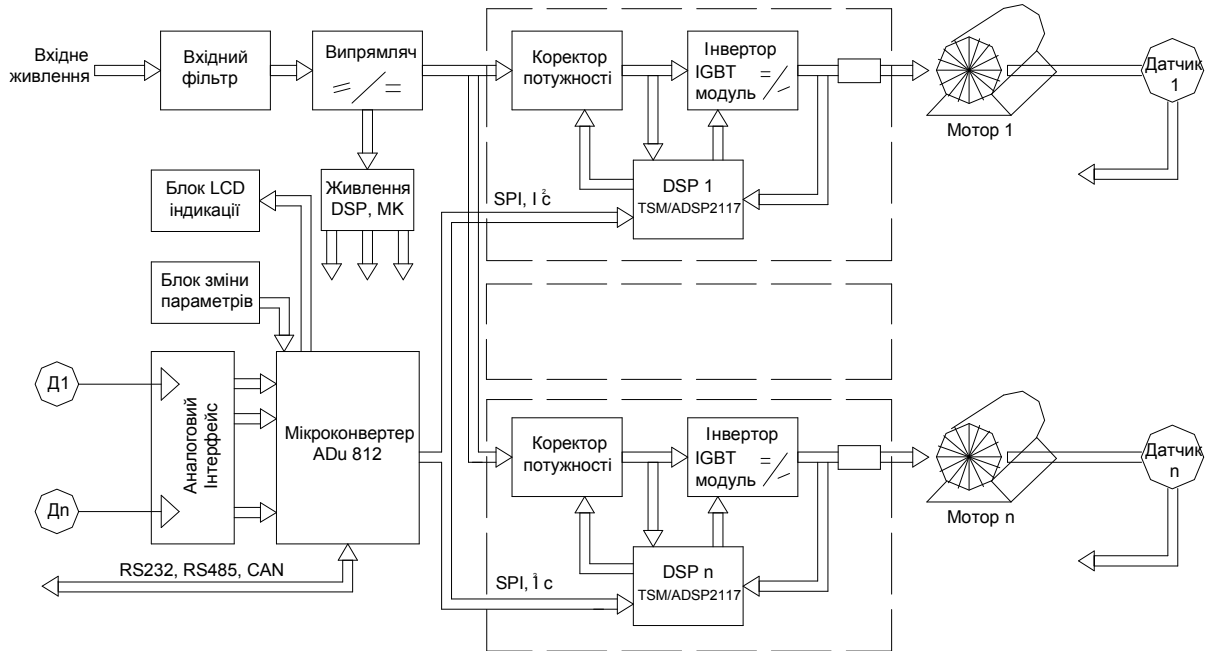 Вхідне
живлення
Вхідний
фільтр
Випрямляч
Коректор
потужності
Інвертор
IGBT
модуль
Мотор 1
Датчик
1
Блок LCD
індикації
Живлення
DSP, МК
SPI, I²c
DSP 1
TSM/ADSP2117
Блок зміни
параметрів
Д1
Дn
Аналоговий
Інтерфейс
Мікроконвертер
ADu 812
RS232, RS485, CAN
Коректор
потужності
Інвертор
IGBT
модуль
Мотор n
Датчик
n
SPI, I²c
DSP n
TSM/ADSP2117